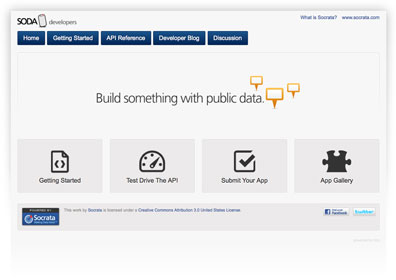 SODA developers
What is Socrata? www.socrata.com
Home Getting Started API Reference Developer Blog Discussion
Build something with public data.
Getting Started Test Drive The API Submit Your App App Gallery
POWERED BY
Socrata
This work by Socrata is licensed under a Creative Commons Attribution 3.0 United States License.
Facebook